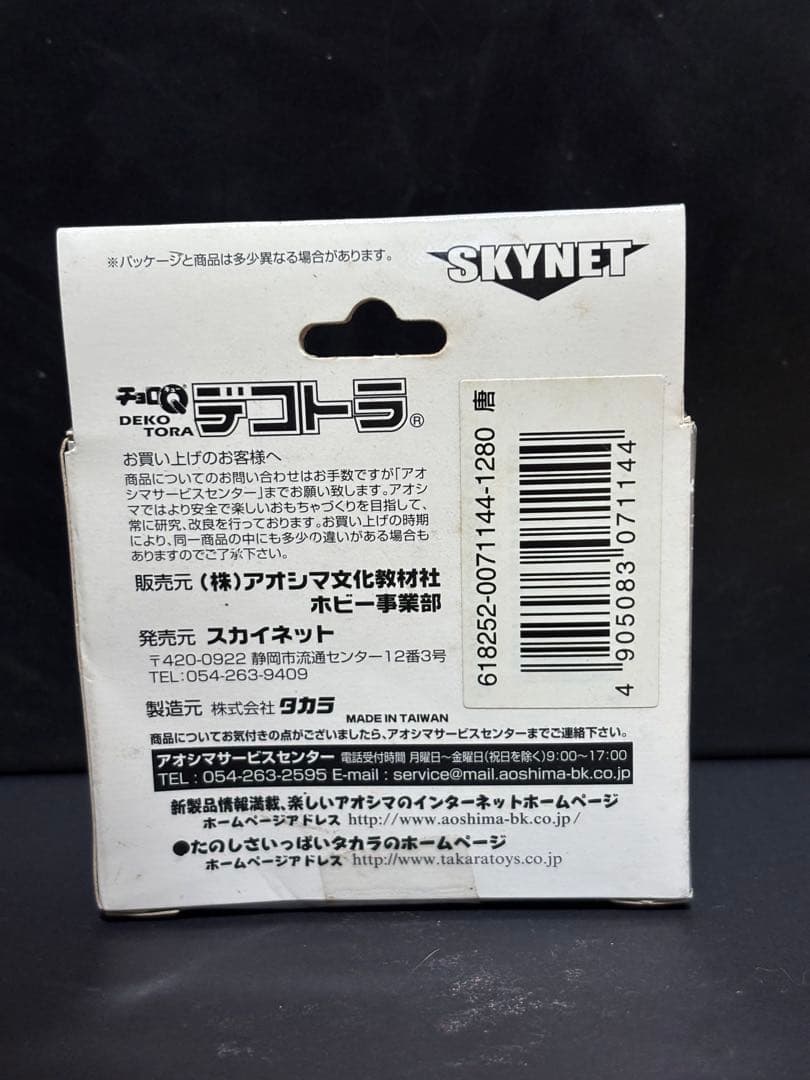 ※パッケージと商品は多少異なる場合があります。
SKYNET
チョロQ
DEKO
TORA
デコトラ®
お買い上げのお客様へ
商品についてのお問い合わせはお手数ですが「アオ
シマサービスセンター」までお願い致します。アオシ
マではより安全で楽しいおもちゃづくりを目指して、
常に研究、改良を行っております。お買い上げの時期
により、同一商品の中にも多少の違いがある場合も
ありますのでご了承下さい。
販売元 (株)アオシマ文化教材社
ホビー事業部
発売元 スカイネット
〒420-0922 静岡市流通センター12番3号
TEL:054-263-9409
製造元 株式会社 タカラ
MADE IN TAIWAN
618252-0071144-1280 唐
4 905083 071144
商品についてお気付きの点がございましたら、アオシマサービスセンターまでご連絡下さい。
アオシマサービスセンター 電話受付時間 月曜日〜金曜日(祝日を除く)9:00〜17:00
TEL : 054-263-2595 E-mail : service@mail.aoshima-bk.co.jp
新製品情報満載、楽しいアオシマのインターネットホームページ
ホームページアドレス http://www.aoshima-bk.co.jp/
●たのしさいっぱいタカラのホームページ
ホームページアドレス http://www.takaratoys.co.jp